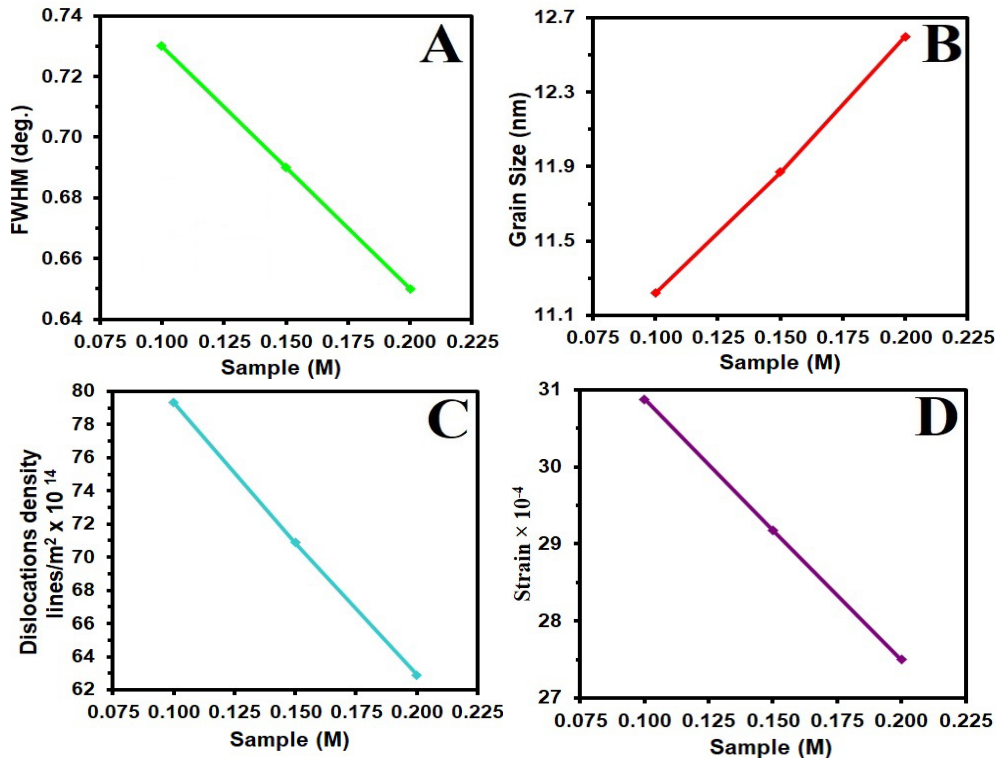 A
FWHM (deg.)
0.74
0.72
0.70
0.68
0.66
0.64
0.075 0.100 0.125 0.150 0.175 0.200 0.225
Sample (M)
B
Grain Size (nm)
12.7
12.3
11.9
11.5
11.1
0.075 0.100 0.125 0.150 0.175 0.200 0.225
Sample (M)
C
Dislocations density
lines/m² x 10 ¹⁴
80
78
76
74
72
70
68
66
64
62
0.075 0.100 0.125 0.150 0.175 0.200 0.225
Sample (M)
D
Strain × 10⁻⁴
31
30
29
28
27
0.075 0.100 0.125 0.150 0.175 0.200 0.225
Sample (M)